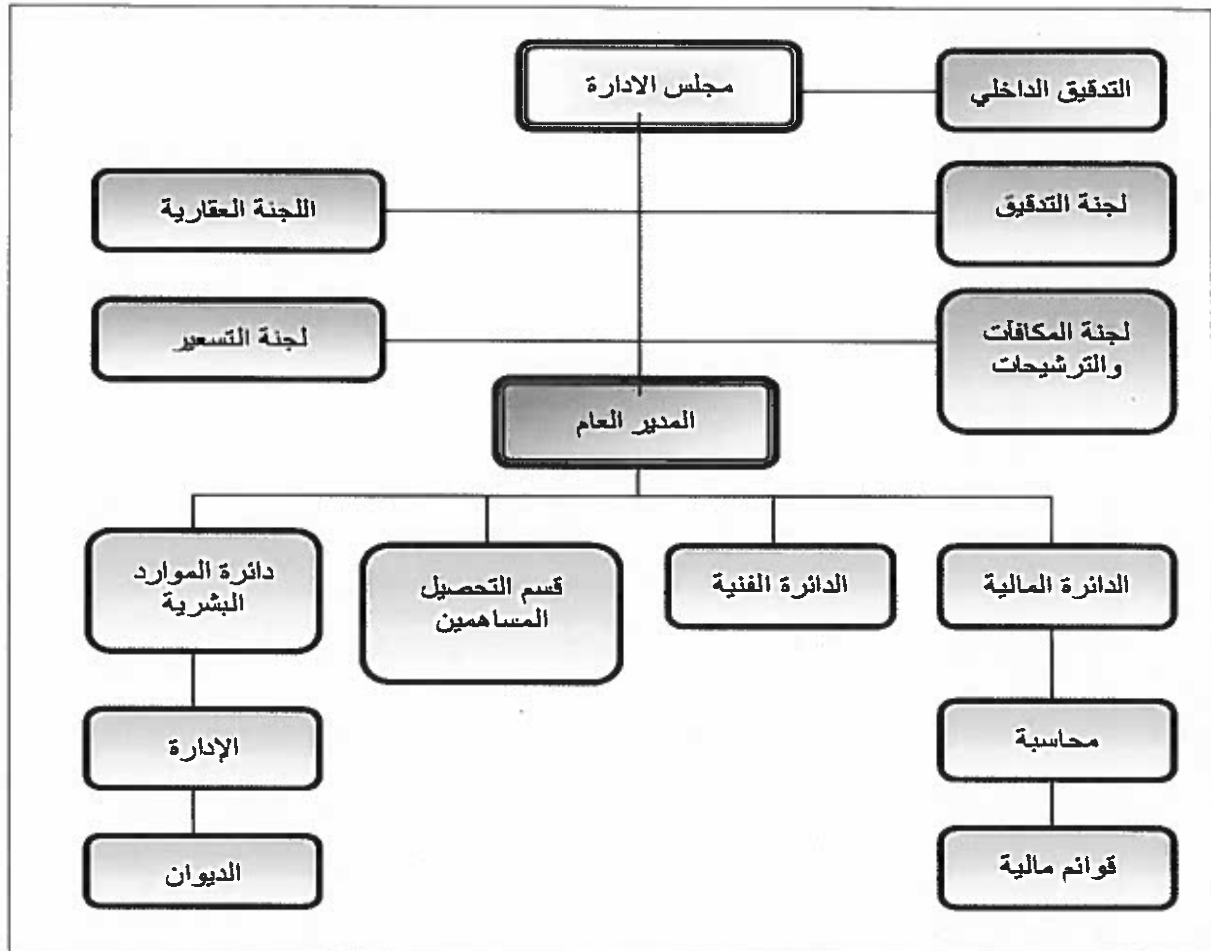 مجلس الادارة
التدقيق الداخلي
لجنة التدقيق
اللجنة العقارية
لجنة المكافآت
والترشيحات
لجنة التسعير
المدير العام
الدائرة المالية
الدائرة الفنية
قسم التحصيل
المساهمين
دائرة الموارد
البشرية
محاسبة
الإدارة
قوائم مالية
الديوان